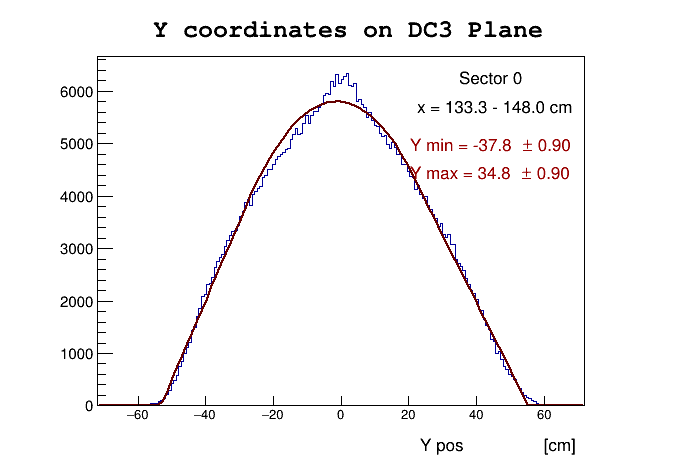 Y coordinates on DC3 Plane
Sector 0
x = 133.3 - 148.0 cm
Y min = -37.8 ± 0.90
Y max = 34.8 ± 0.90
6000
5000
4000
3000
2000
1000
0
−60 −40 −20 0 20 40 60
Y pos [cm]